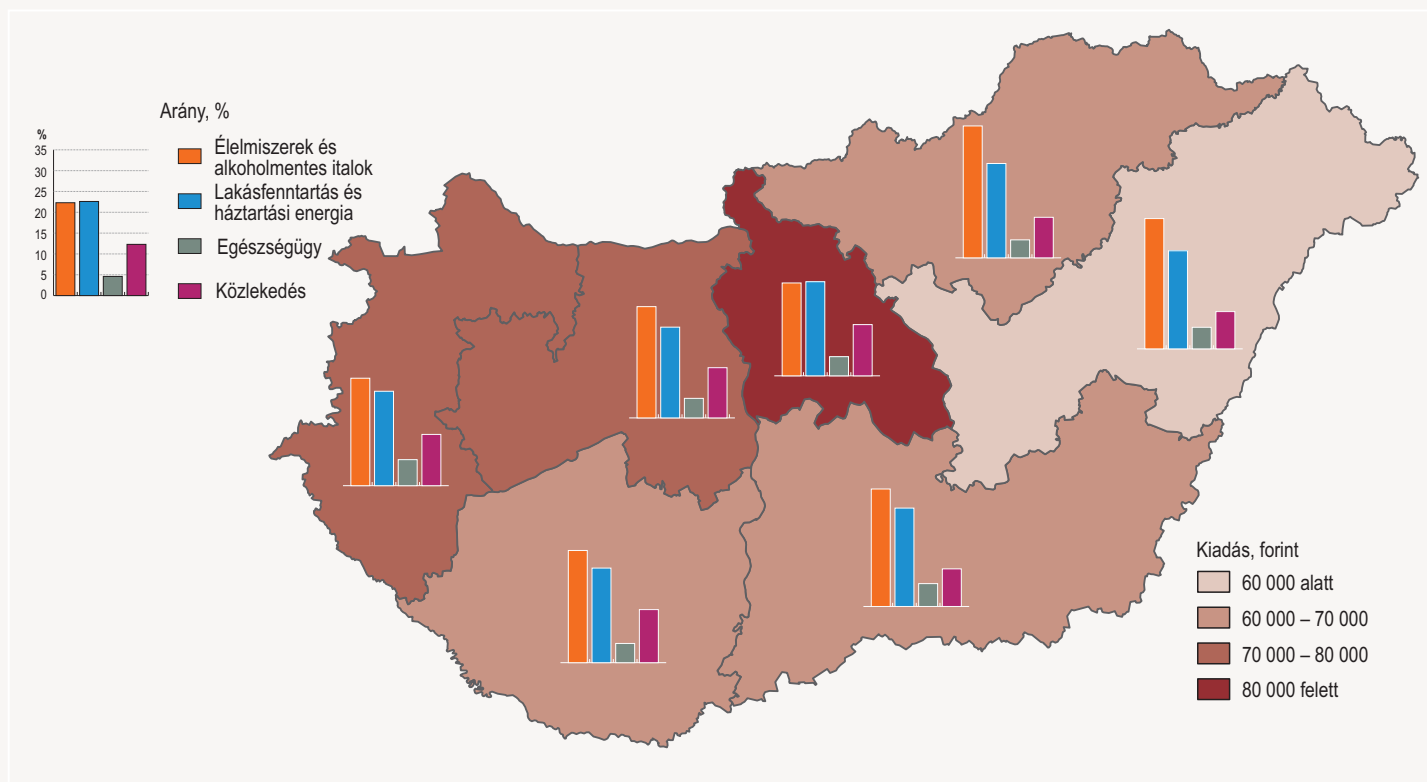 Arány, %
%
35
30
25
20
15
10
5
0
Élelmiszerek és
alkoholmentes italok
Lakásfenntartás és
háztartási energia
Egészségügy
Közlekedés
Kiadás, forint
60 000 alatt
60 000 – 70 000
70 000 – 80 000
80 000 felett